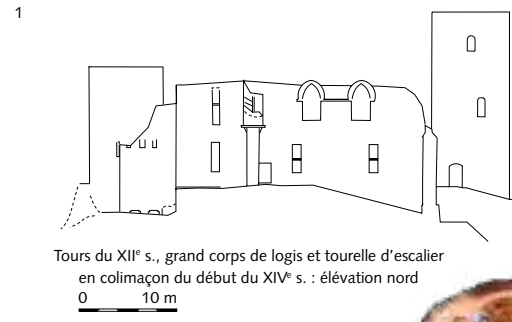 1
Tours du XIIe s., grand corps de logis et tourelle d'escalier
en colimaçon du début du XIVe s. : élévation nord
0 10 m